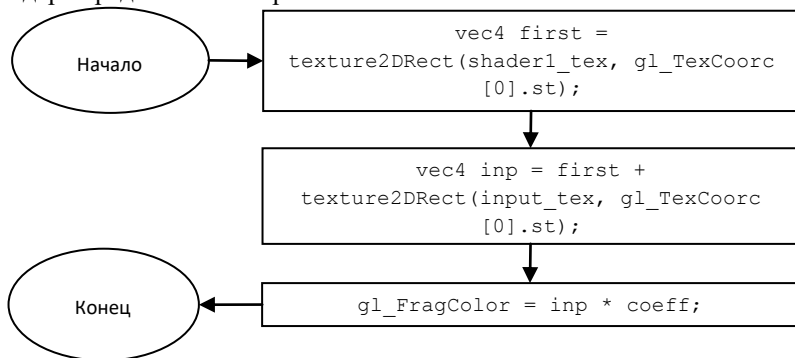 Начало
vec4 first =
texture2DRect(shader1_tex, gl_TexCoorc
[0].st);
vec4 inp = first +
texture2DRect(input_tex, gl_TexCoorc
[0].st);
Конец
gl_FragColor = inp * coeff;